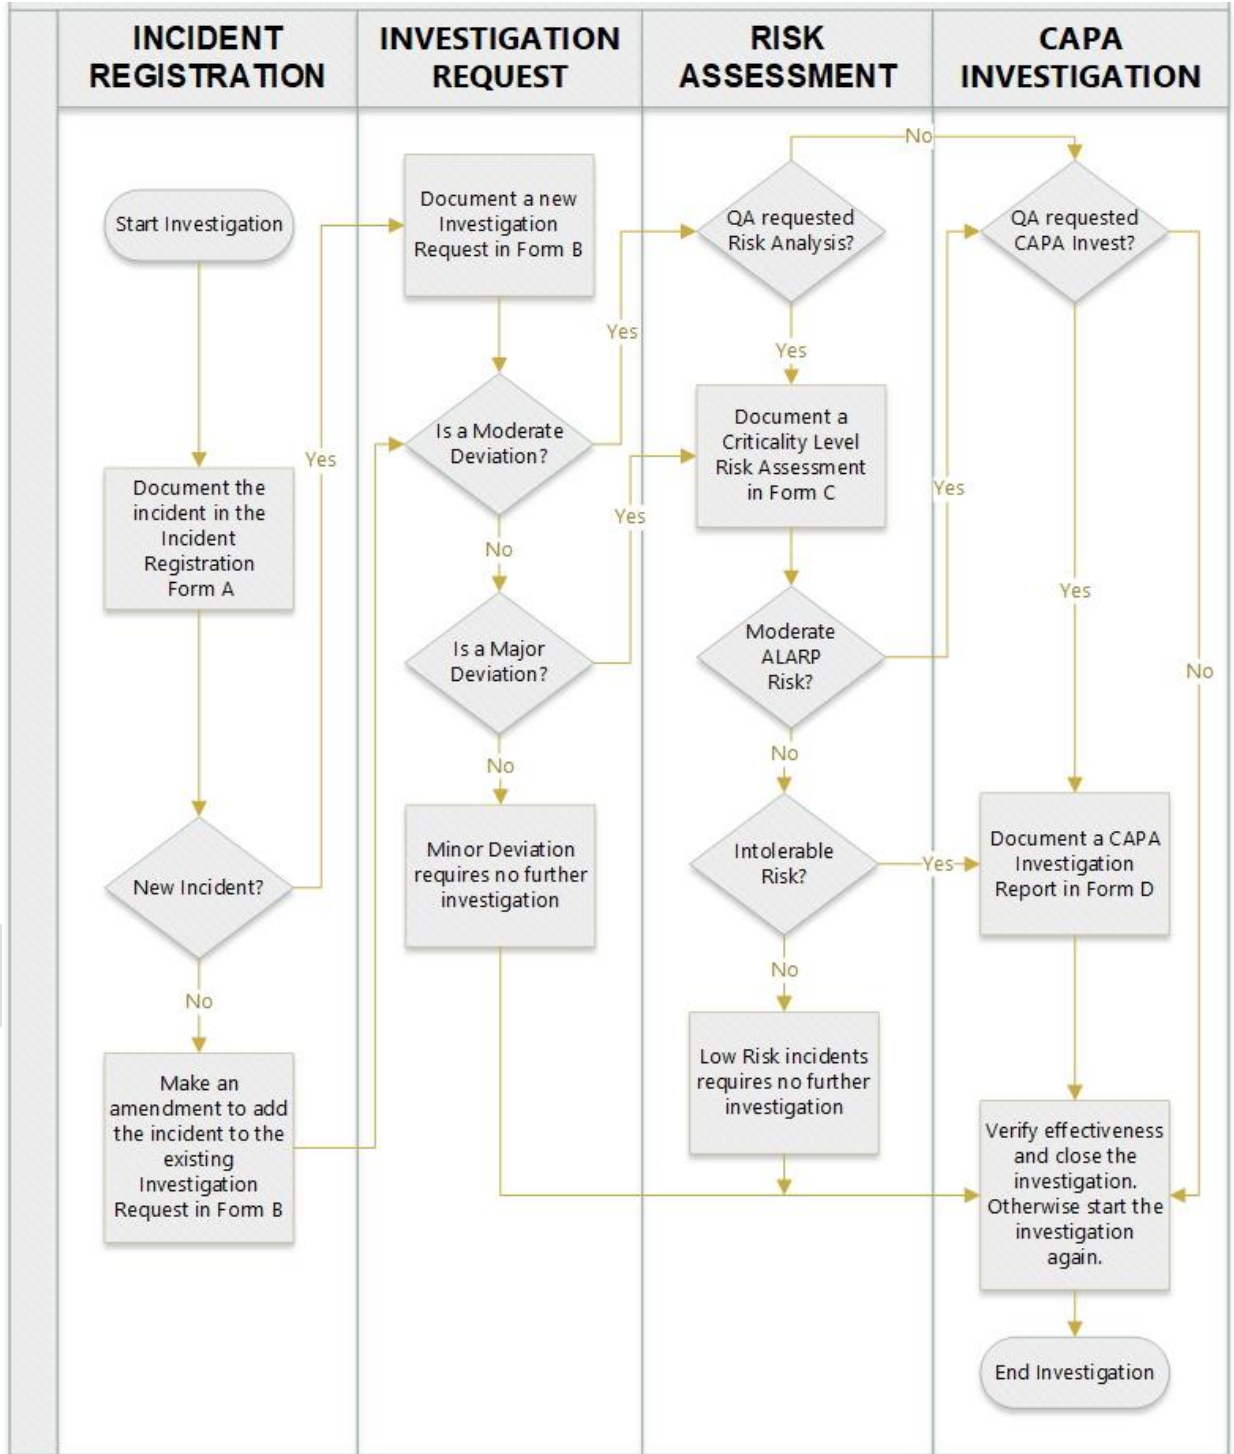 INCIDENT
REGISTRATION
INVESTIGATION
REQUEST
RISK
ASSESSMENT
CAPA
INVESTIGATION
Start Investigation
Document the
incident in the
Incident
Registration
Form A
New Incident?
Yes
No
Make an
amendment to add
the incident to the
existing
Investigation
Request in Form B
Document a new
Investigation
Request in Form B
Is a Moderate
Deviation?
Yes
No
Is a Major
Deviation?
Yes
No
Minor Deviation
requires no further
investigation
QA requested
Risk Analysis?
No
Yes
Document a
Criticality Level
Risk Assessment
in Form C
Moderate
ALARP
Risk?
Yes
No
Intolerable
Risk?
Yes
No
Low Risk incidents
requires no further
investigation
QA requested
CAPA Invest?
Yes
No
Document a CAPA
Investigation
Report in Form D
Verify effectiveness
and close the
investigation.
Otherwise start the
investigation
again.
End Investigation